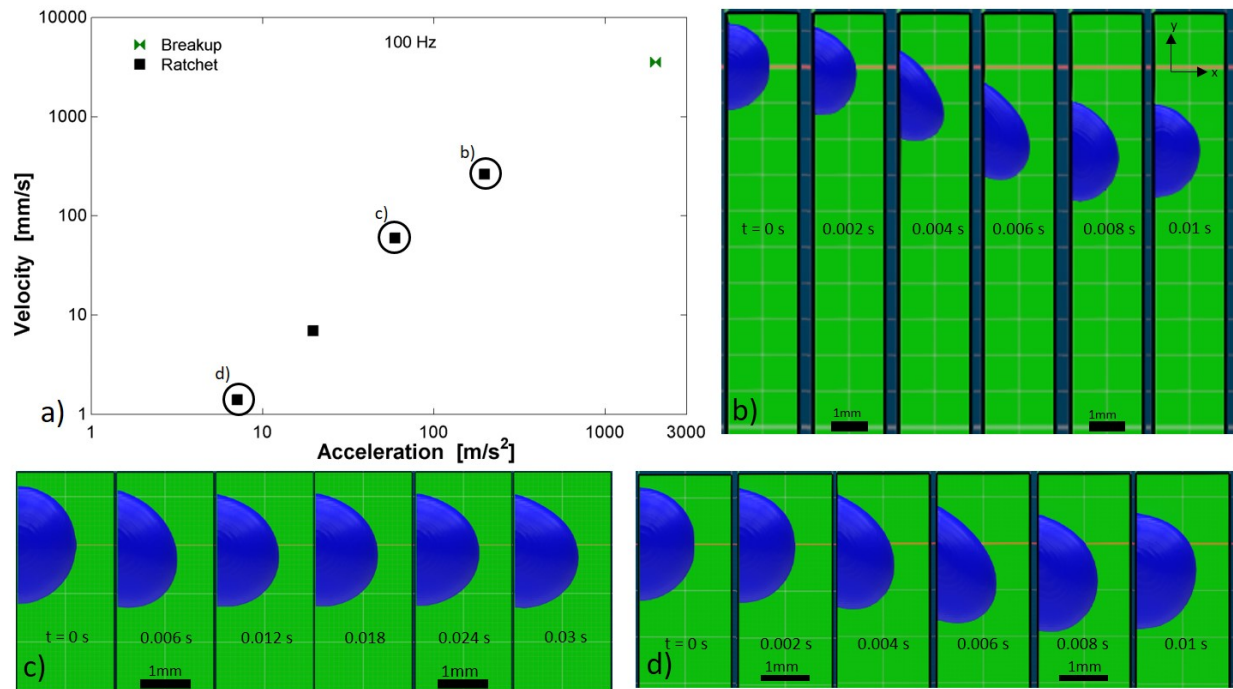 10000
1000
100
10
1
Velocity [mm/s]
Breakup
Ratchet
100 Hz
b)
c)
d)
a)
1
10
100
1000
3000
Acceleration [m/s²]
y
x
t = 0 s
0.002 s
0.004 s
0.006 s
0.008 s
0.01 s
b)
1mm
1mm
t = 0 s
0.006 s
0.012 s
0.018
0.024 s
0.03 s
c)
1mm
1mm
t = 0 s
0.002 s
0.004 s
0.006 s
0.008 s
0.01 s
d)
1mm
1mm